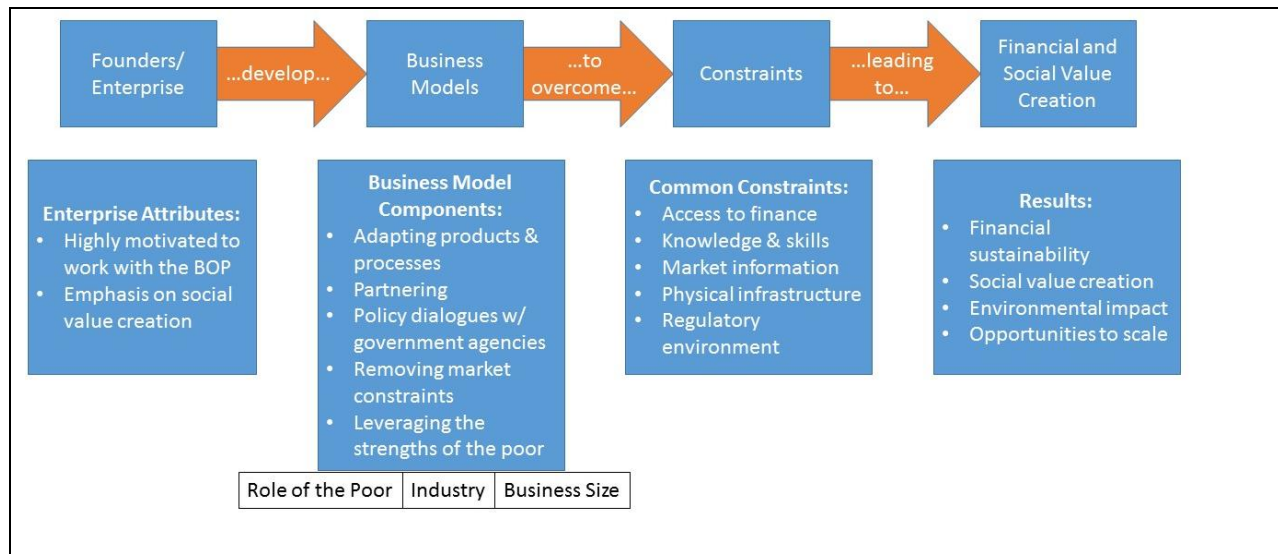 Founders/
Enterprise
...develop...
Business
Models
...to
overcome...
Constraints
...leading
to...
Financial and
Social Value
Creation
Enterprise Attributes:
• Highly motivated to
work with the BOP
• Emphasis on social
value creation
Business Model
Components:
• Adapting products &
processes
• Partnering
• Policy dialogues w/
government agencies
• Removing market
constraints
• Leveraging the
strengths of the poor
Common Constraints:
• Access to finance
• Knowledge & skills
• Market information
• Physical infrastructure
• Regulatory
environment
Results:
• Financial
sustainability
• Social value creation
• Environmental impact
• Opportunities to scale
Role of the Poor
Industry
Business Size